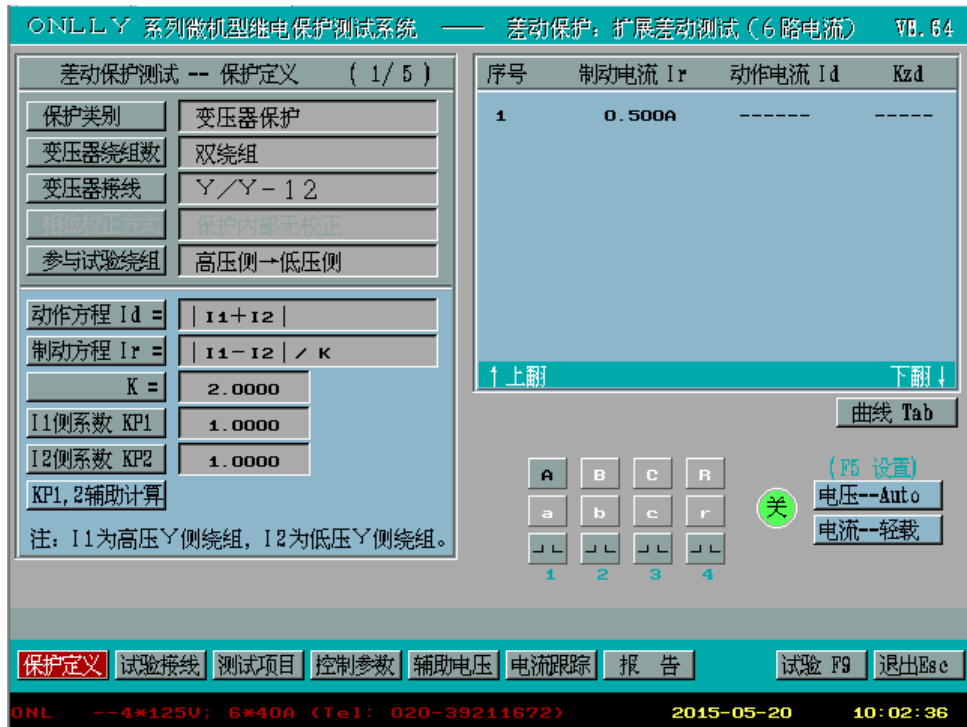 ONLLY 系列微机型继电保护测试系统 —— 差动保护：扩展差动测试（6路电流） V8.64
差动保护测试 -- 保护定义 ( 1/ 5 )
保护类别 变压器保护
变压器绕组数 双绕组
变压器接线 Y/Y-12
相位校正方式 保护内部无校正
参与试验绕组 高压侧→低压侧
动作方程 Id = |I1+I2|
制动方程 Ir = |I1-I2| / K
K = 2.0000
I1侧系数 KP1 1.0000
I2侧系数 KP2 1.0000
KP1,2辅助计算
注：I1为高压Y侧绕组，I2为低压Y侧绕组。
序号 制动电流 Ir 动作电流 Id Kzd
1 0.500A ------ -----
↑上翻 下翻↓
曲线 Tab
A B C R
a b c r
1 2 3 4
关
(F5 设置)
电压--Auto
电流--轻载
保护定义 试验接线 测试项目 控制参数 辅助电压 电流跟踪 报 告 试验 F9 退出Esc
ONL --4*125V; 6*40A (Tel: 020-39211672) 2015-05-20 10:02:36